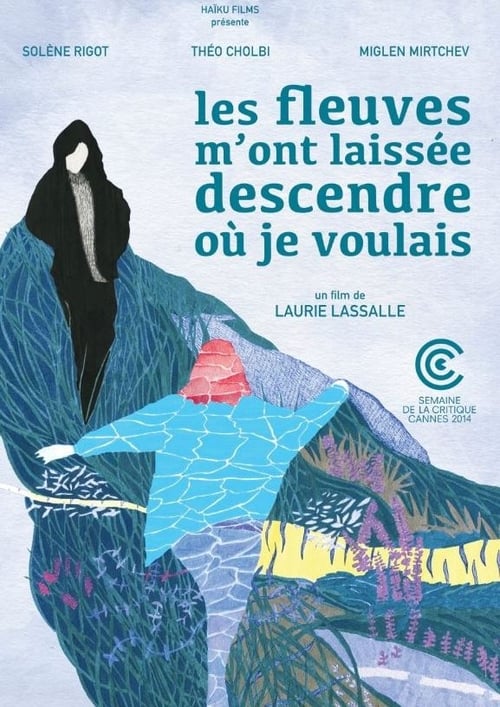 HAÏKU FILMS
présente
SOLÈNE RIGOT THÉO CHOLBI MIGLEN MIRTCHEV
les fleuves
m'ont laissée
descendre
où je voulais
un film de
LAURIE LASSALLE
SEMAINE
DE LA CRITIQUE
CANNES 2014